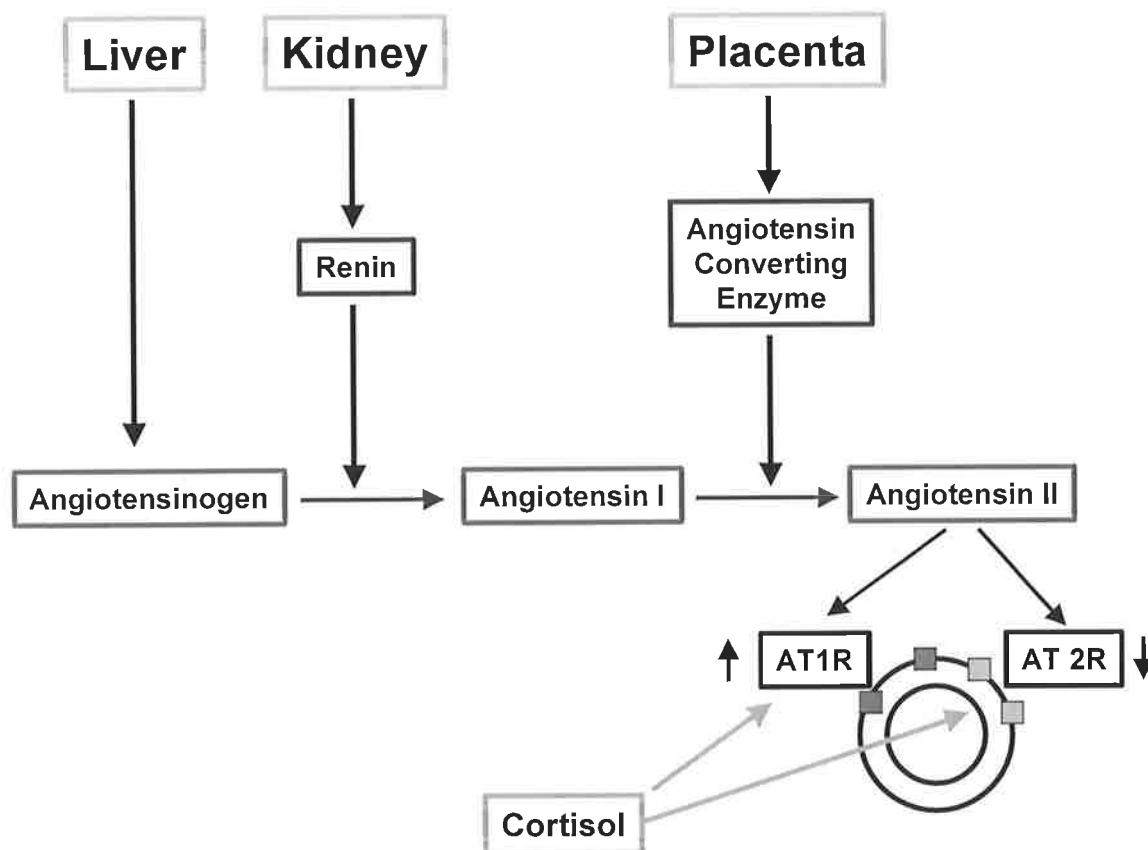 Liver
Kidney
Placenta
Angiotensin
Converting
Enzyme
Renin
Angiotensinogen
Angiotensin I
Angiotensin II
AT1R
AT 2R
Cortisol